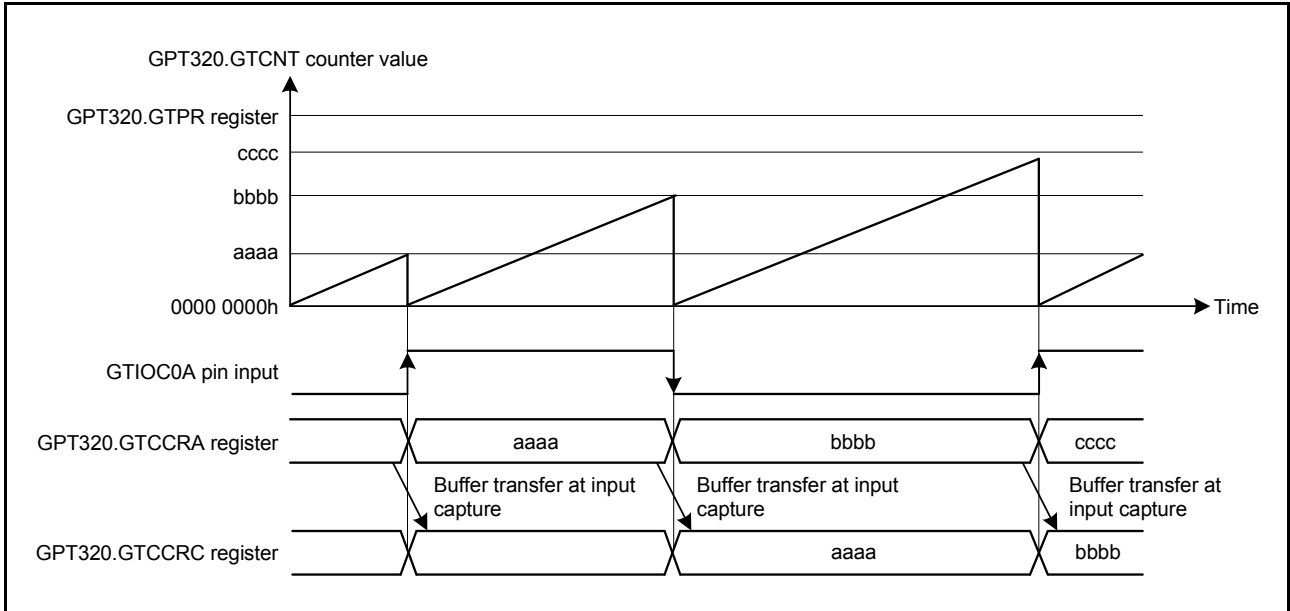 GPT320.GTCNT counter value
GPT320.GTPR register
cccc
bbbb
aaaa
0000 0000h
Time
GTIOC0A pin input
GPT320.GTCCRA register
aaaa
bbbb
cccc
Buffer transfer at input
capture
Buffer transfer at input
capture
Buffer transfer at
input capture
GPT320.GTCCRC register
aaaa
bbbb